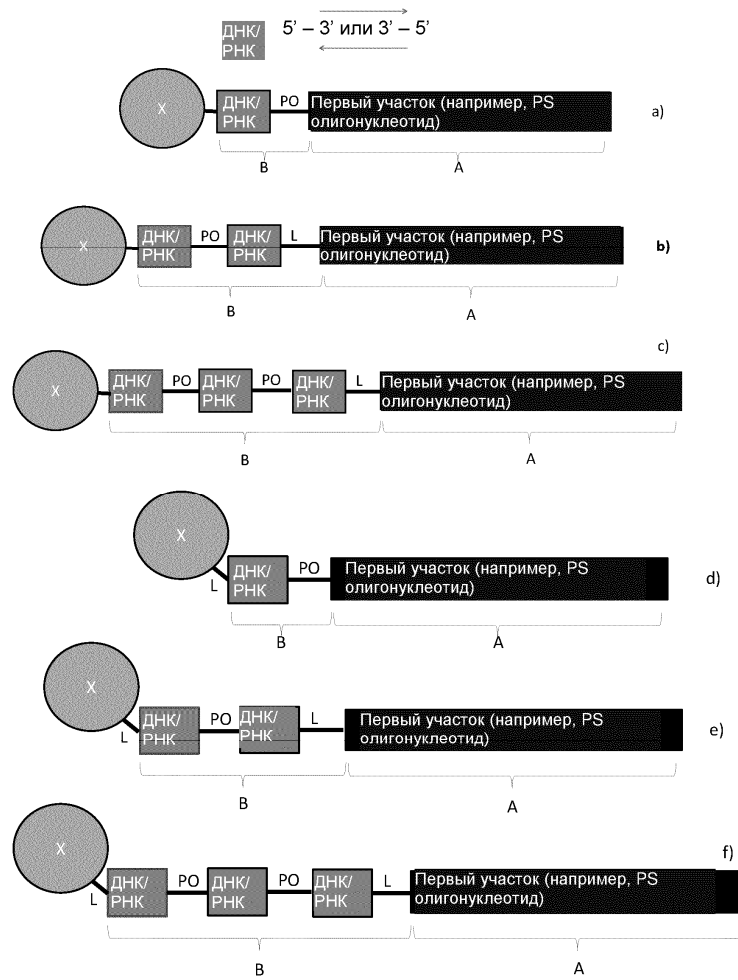 ДНК/
РНК
5’ – 3’ или 3’ – 5’
X
ДНК/
РНК
PO
Первый участок (например, PS
олигонуклеотид)
a)
B
A
X
ДНК/
РНК
PO
ДНК/
РНК
L
Первый участок (например, PS
олигонуклеотид)
b)
B
A
c)
X
ДНК/
РНК
PO
ДНК/
РНК
PO
ДНК/
РНК
L
Первый участок (например, PS
олигонуклеотид)
B
A
X
L
ДНК/
РНК
PO
Первый участок (например, PS
олигонуклеотид)
d)
B
A
X
L
ДНК/
РНК
PO
ДНК/
РНК
L
Первый участок (например, PS
олигонуклеотид)
e)
B
A
f)
X
L
ДНК/
РНК
PO
ДНК/
РНК
PO
ДНК/
РНК
L
Первый участок (например, PS
олигонуклеотид)
B
A